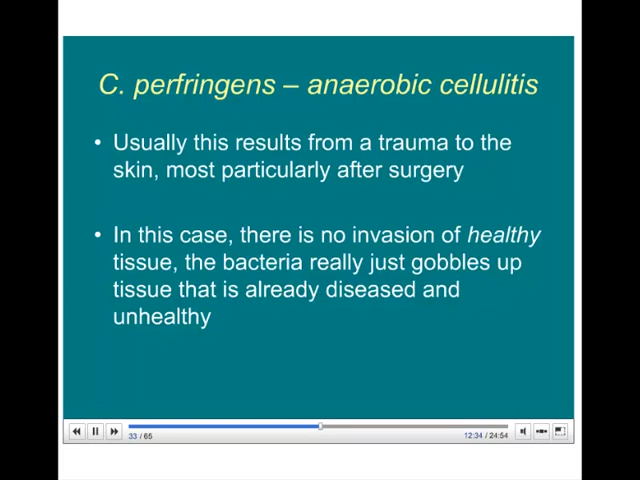 C. perfringens – anaerobic cellulitis
• Usually this results from a trauma to the
skin, most particularly after surgery
• In this case, there is no invasion of healthy
tissue, the bacteria really just gobbles up
tissue that is already diseased and
unhealthy
33 / 65
12:34 / 24:54